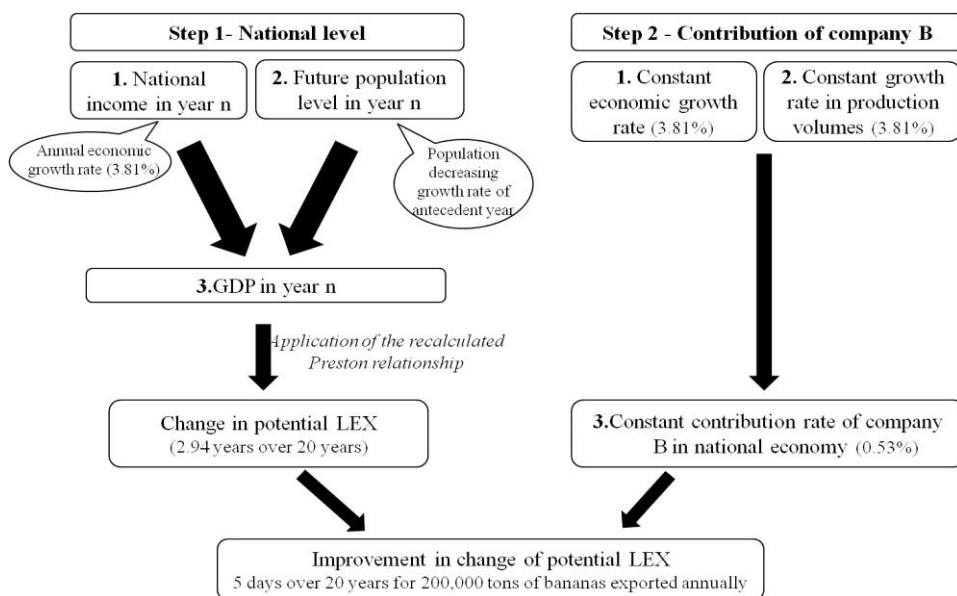 Step 1- National level
1. National
income in year n
2. Future population
level in year n
Annual economic
growth rate (3.81%)
Population
decreasing
growth rate of
antecedent year
3.GDP in year n
Application of the recalculated
Preston relationship
Change in potential LEX
(2.94 years over 20 years)
Step 2 - Contribution of company B
1. Constant
economic growth
rate (3.81%)
2. Constant growth
rate in production
volumes (3.81%)
3.Constant contribution rate of company
B in national economy (0.53%)
Improvement in change of potential LEX
5 days over 20 years for 200,000 tons of bananas exported annually